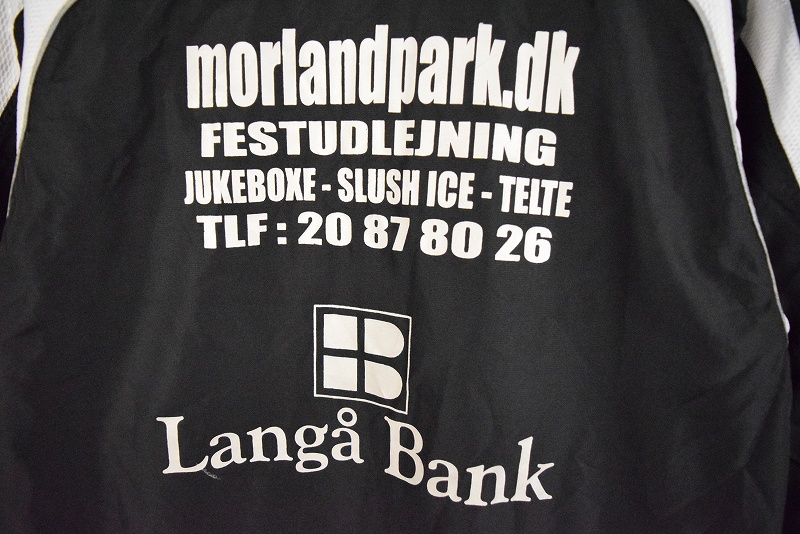 morlandpark.dk
FESTUDLEJNING
JUKEBOXE - SLUSH ICE - TELTE
TLF : 20 87 80 26
B
Langå Bank